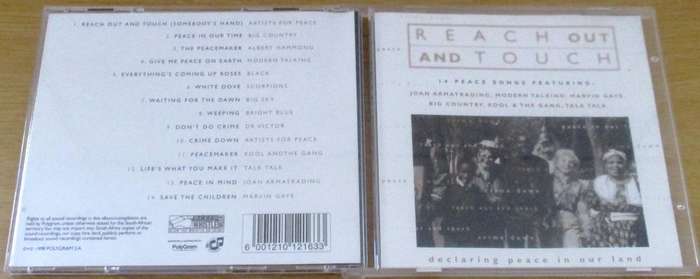 1. REACH OUT AND TOUCH (SOMEBODY'S HAND) ARTISTS FOR PEACE
2. PEACE IN OUR TIME BIG COUNTRY
3. THE PEACEMAKER ALBERT HAMMOND
4. GIVE ME PEACE ON EARTH MODERN TALKING
5. EVERYTHING'S COMING UP ROSES BLACK
6. WHITE DOVE SCORPIONS
7. WAITING FOR THE DAWN BIG SKY
8. WEEPING BRIGHT BLUE
9. DON'T DO CRIME DR VICTOR
10. CRIME DOWN ARTISTS FOR PEACE
11. PEACEMAKER KOOL AND THE GANG
12. LIFE'S WHAT YOU MAKE IT TALK TALK
13. PEACE IN MIND JOAN ARMATRADING
14. SAVE THE CHILDREN MARVIN GAYE
PolyGram
6001210121633
REACH OUT
AND TOUCH
14 PEACE SONGS FEATURING:
JOAN ARMATRADING, MODERN TALKING, MARVIN GAYE,
BIG COUNTRY, KOOL & THE GANG, TALK TALK
peace in our
declaring peace in our land